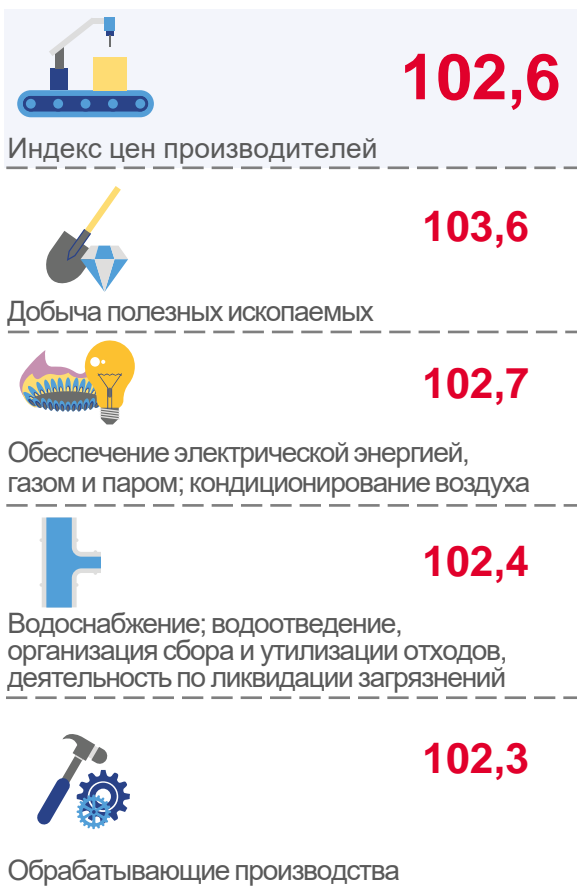 102,6
Индекс цен производителей
103,6
Добыча полезных ископаемых
102,7
Обеспечение электрической энергией,
газом и паром; кондиционирование воздуха
102,4
Водоснабжение; водоотведение,
организация сбора и утилизации отходов,
деятельность по ликвидации загрязнений
102,3
Обрабатывающие производства